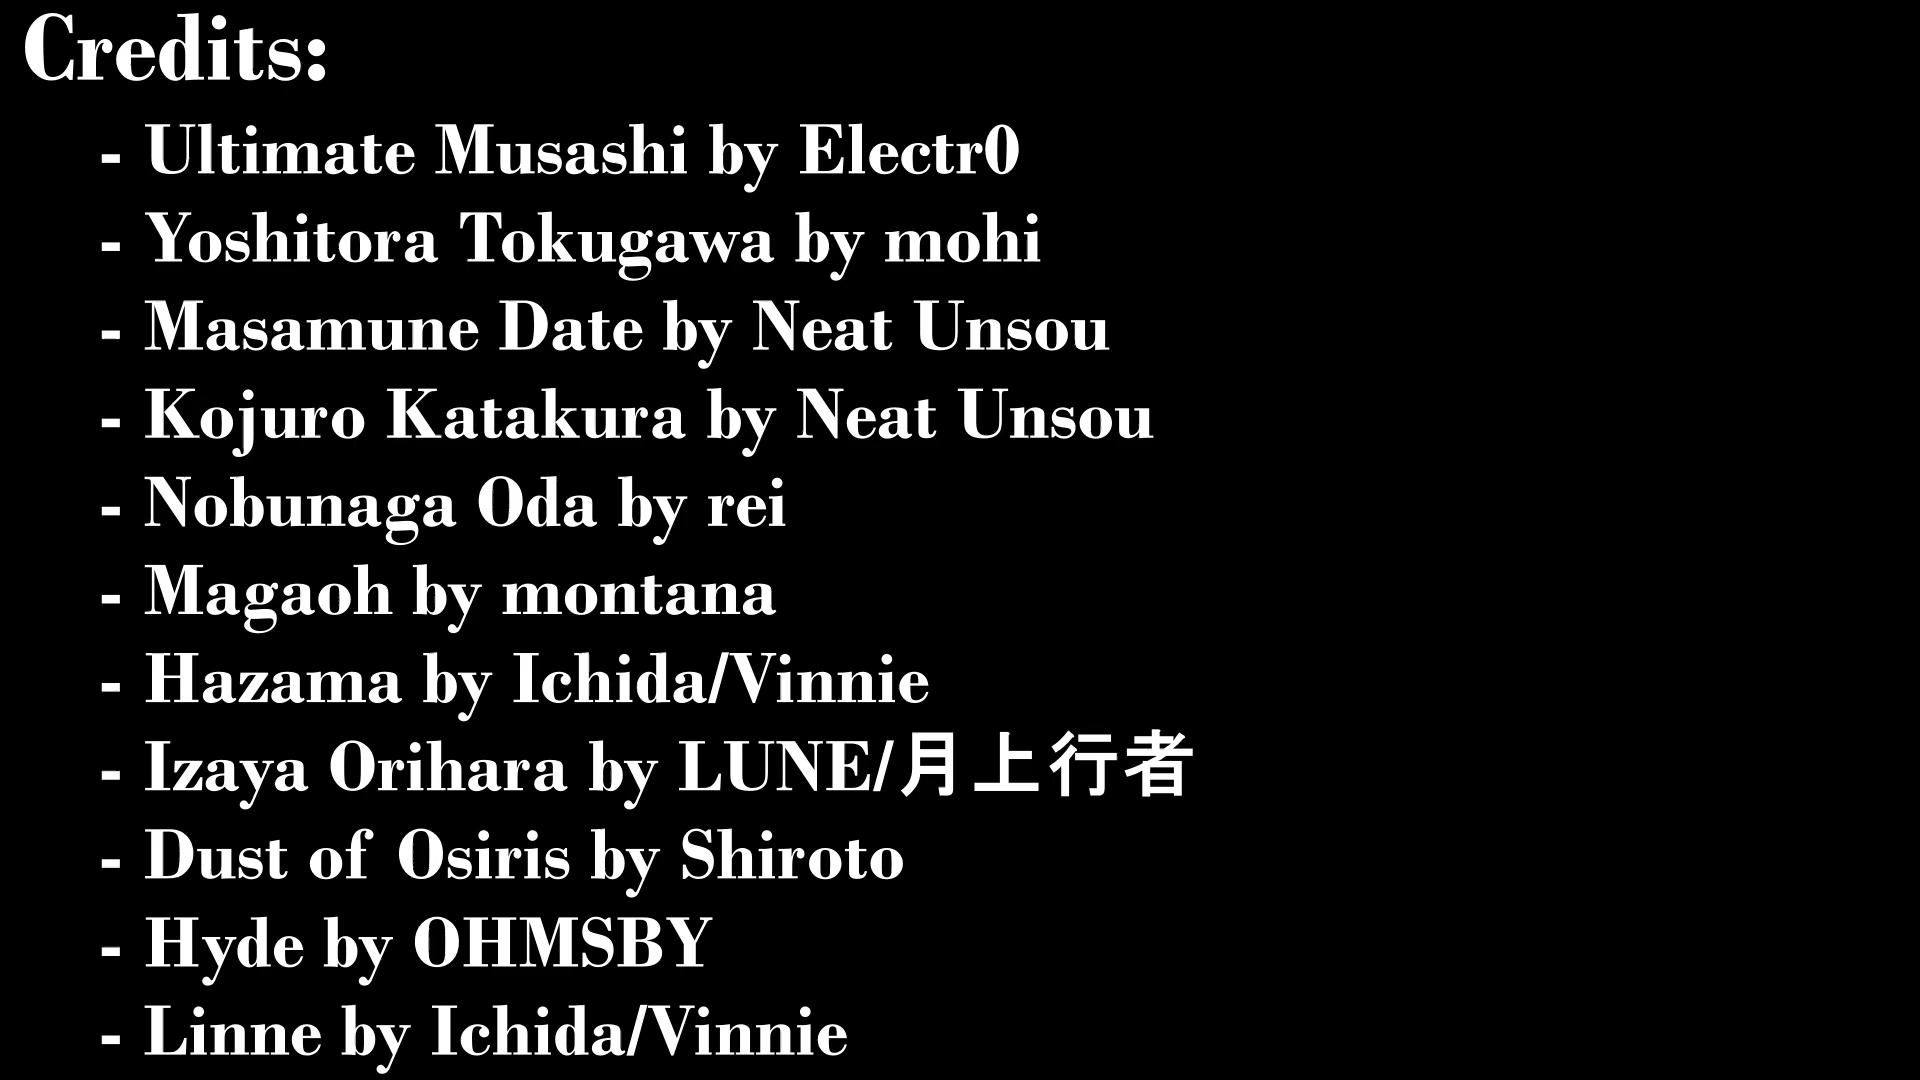 Credits:
- Ultimate Musashi by Electr0
- Yoshitora Tokugawa by mohi
- Masamune Date by Neat Unsou
- Kojuro Katakura by Neat Unsou
- Nobunaga Oda by rei
- Magaoh by montana
- Hazama by Ichida/Vinnie
- Izaya Orihara by LUNE/月上行者
- Dust of Osiris by Shiroto
- Hyde by OHMSBY
- Linne by Ichida/Vinnie